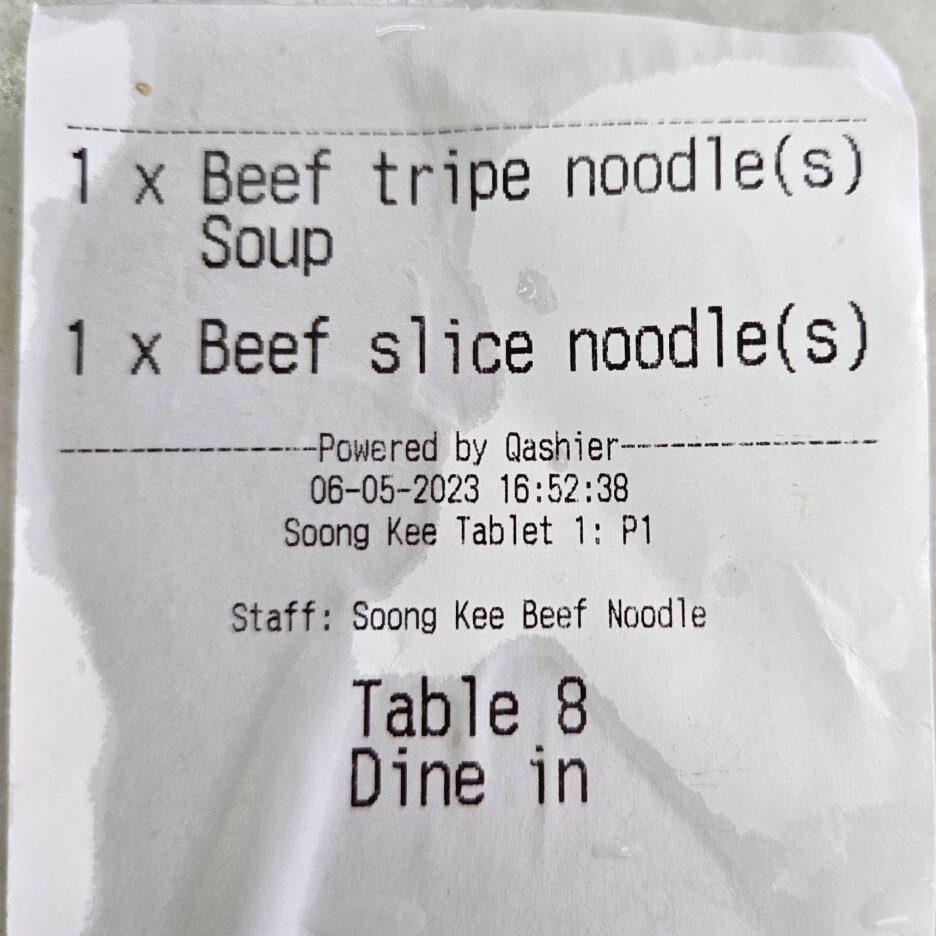 1 x Beef tripe noodle(s)
Soup
1 x Beef slice noodle(s)
Powered by Qashier
06-05-2023 16:52:38
Soong Kee Tablet 1: P1
Staff: Soong Kee Beef Noodle
Table 8
Dine in